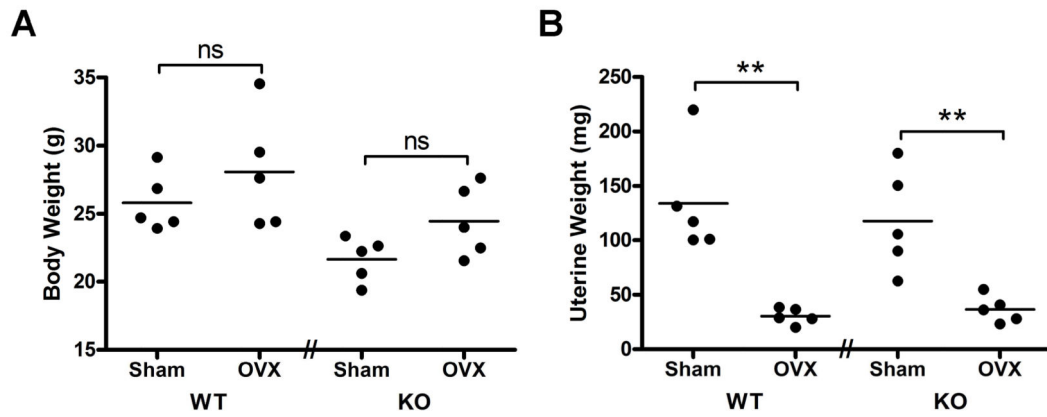 A
ns
ns
Body Weight (g)
35
30
25
20
15
Sham
OVX
Sham
OVX
WT
KO
B
**
**
Uterine Weight (mg)
250
200
150
100
50
0
Sham
OVX
Sham
OVX
WT
KO